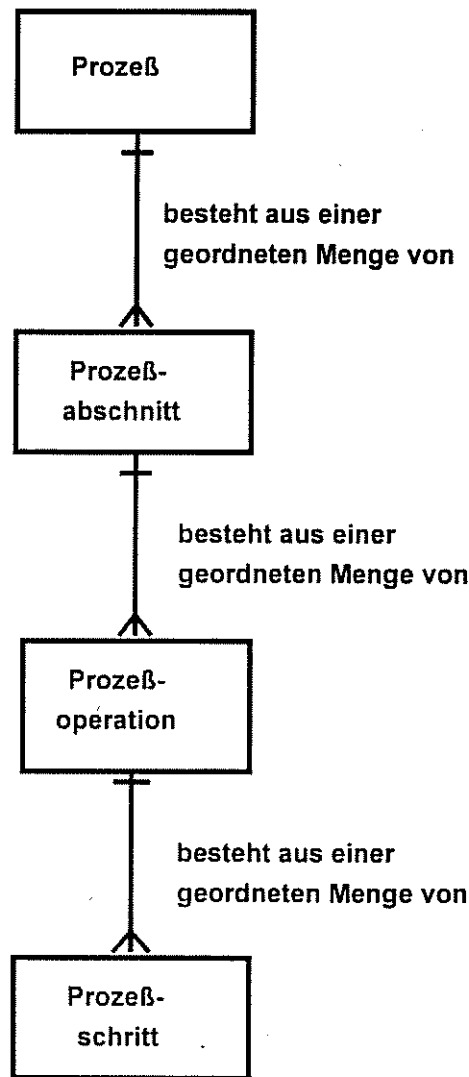 Prozeß
besteht aus einer
geordneten Menge von
Prozeß-
abschnitt
besteht aus einer
geordneten Menge von
Prozeß-
operation
besteht aus einer
geordneten Menge von
Prozeß-
schritt